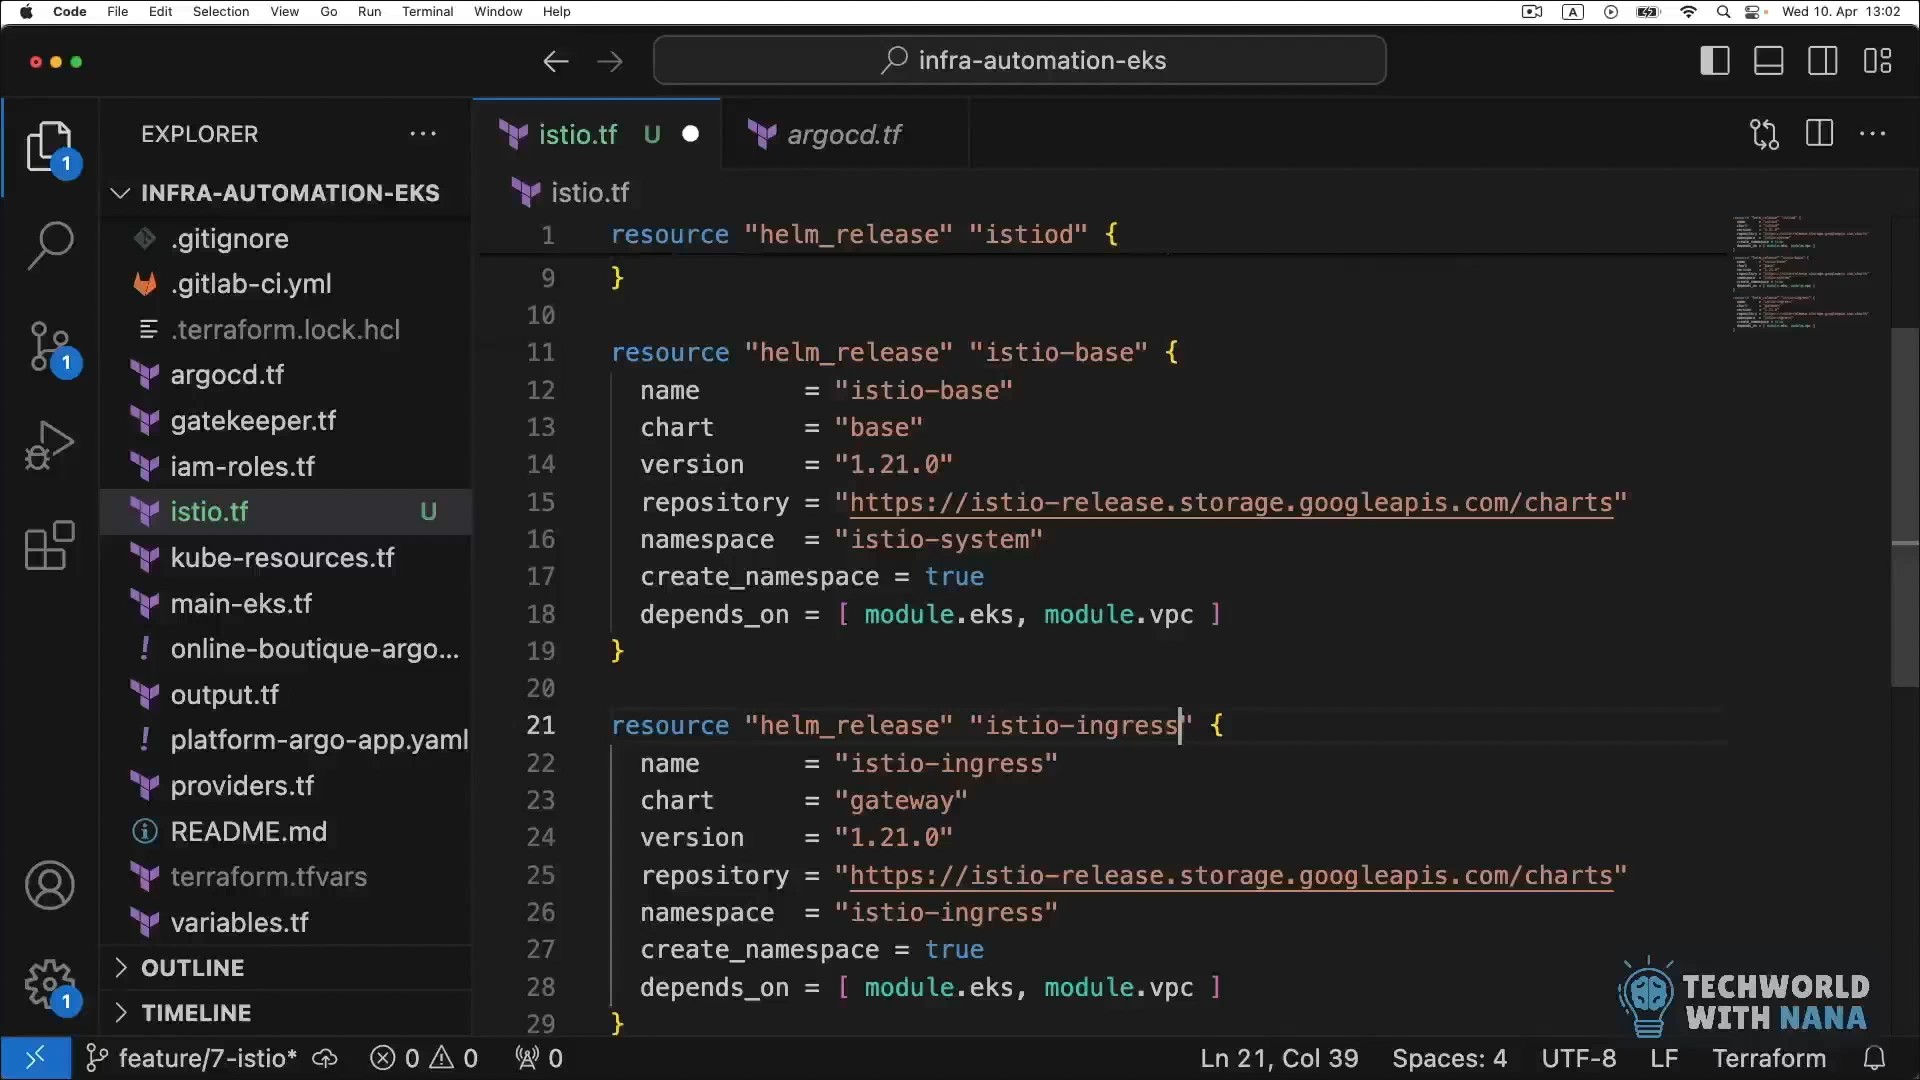 Code File Edit Selection View Go Run Terminal Window Help A Wed 10. Apr 13:02
infra-automation-eks
EXPLORER
INFRA-AUTOMATION-EKS
.gitignore
.gitlab-ci.yml
.terraform.lock.hcl
argocd.tf
gatekeeper.tf
iam-roles.tf
istio.tf U
kube-resources.tf
main-eks.tf
online-boutique-argo...
output.tf
platform-argo-app.yaml
providers.tf
README.md
terraform.tfvars
variables.tf
OUTLINE
TIMELINE
1
1
1
istio.tf U argocd.tf
istio.tf
1 resource "helm_release" "istiod" {
9 }
10
11 resource "helm_release" "istio-base" {
12 name = "istio-base"
13 chart = "base"
14 version = "1.21.0"
15 repository = "https://istio-release.storage.googleapis.com/charts"
16 namespace = "istio-system"
17 create_namespace = true
18 depends_on = [ module.eks, module.vpc ]
19 }
20
21 resource "helm_release" "istio-ingress" {
22 name = "istio-ingress"
23 chart = "gateway"
24 version = "1.21.0"
25 repository = "https://istio-release.storage.googleapis.com/charts"
26 namespace = "istio-ingress"
27 create_namespace = true
28 depends_on = [ module.eks, module.vpc ]
29 }
TECHWORLD
WITH NANA
feature/7-istio* 0 0 0 Ln 21, Col 39 Spaces: 4 UTF-8 LF Terraform